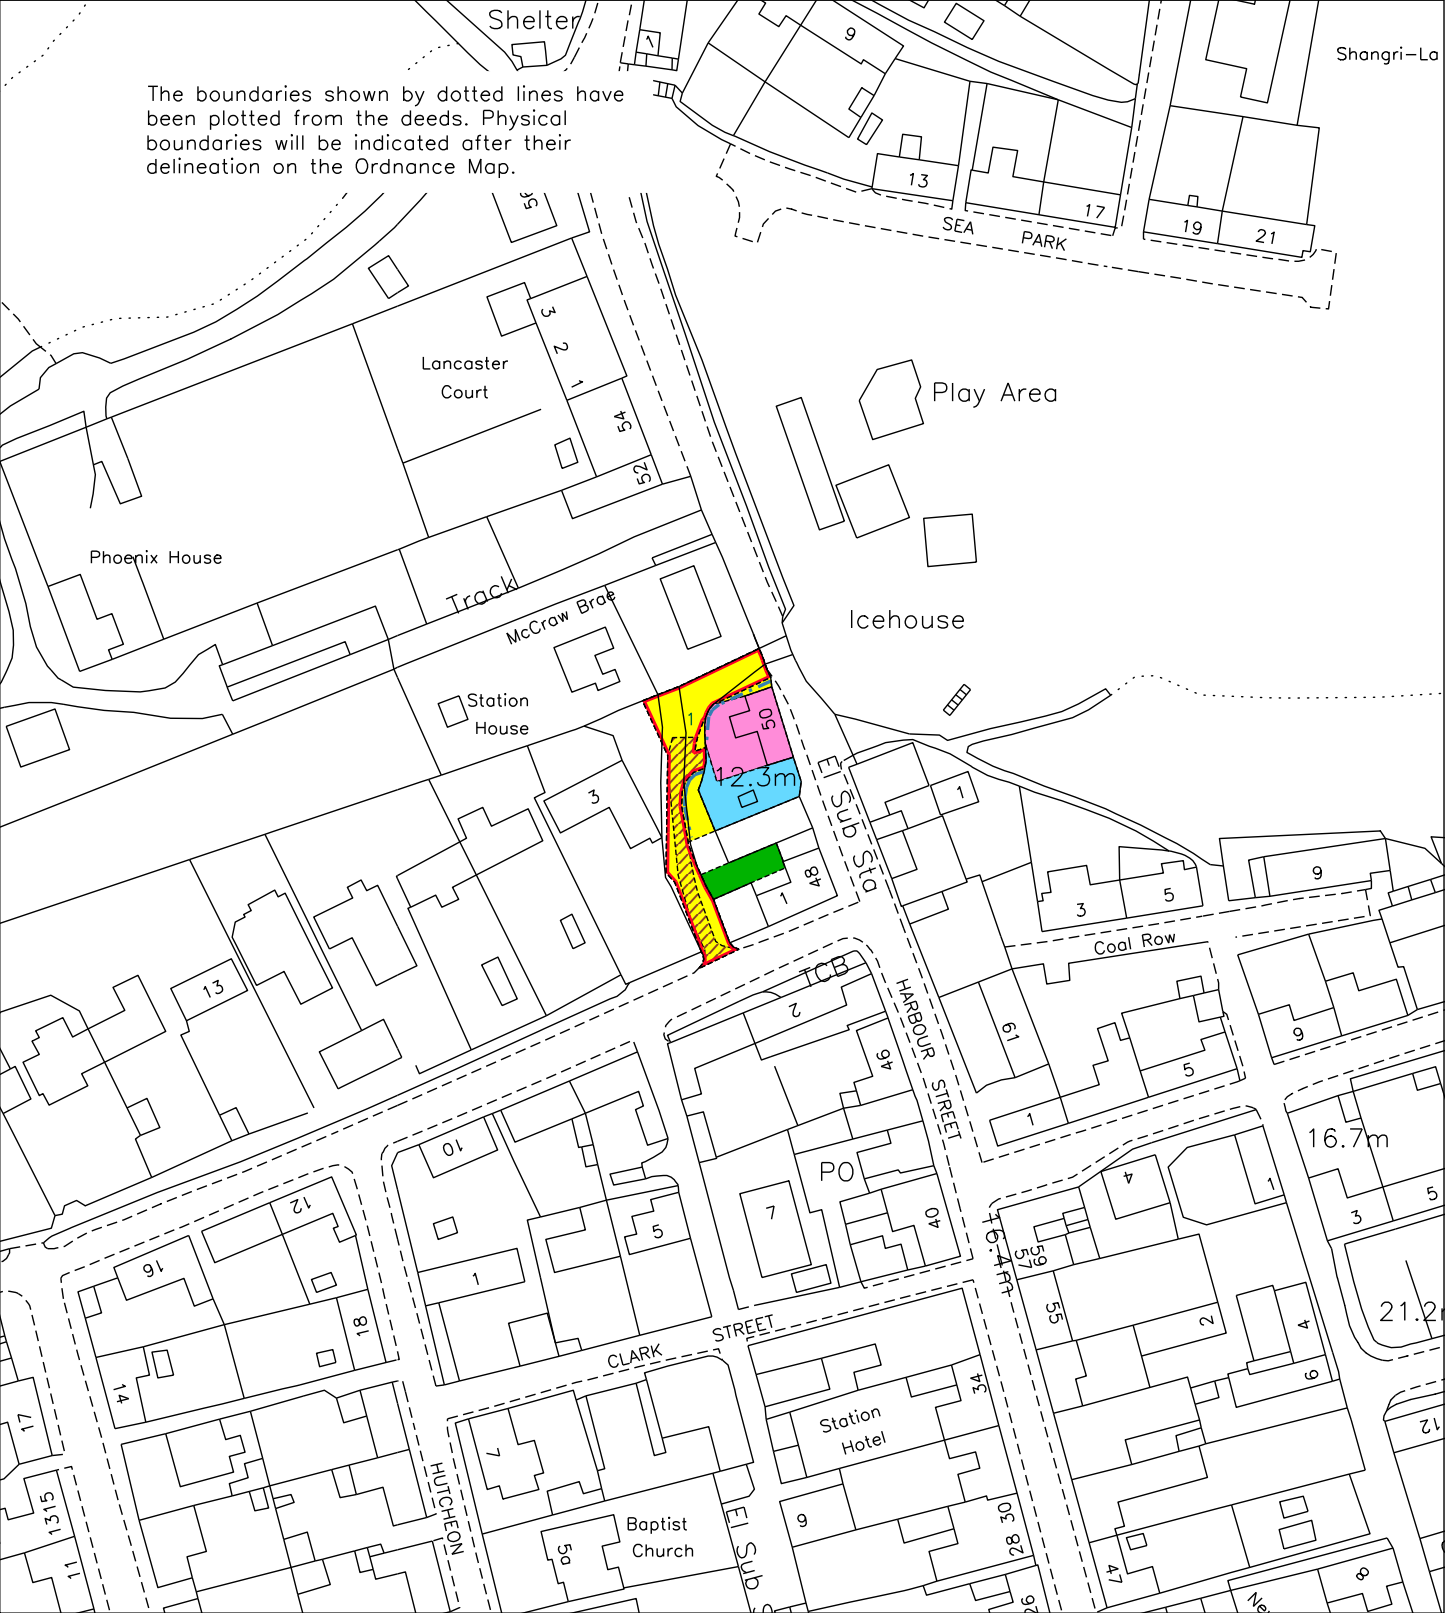 Shelter
1
9
Shangri-La
The boundaries shown by dotted lines have
been plotted from the deeds. Physical
boundaries will be indicated after their
delineation on the Ordnance Map.
13
17
19
21
SEA PARK
56
3
2
1
Lancaster
Court
54
52
Play Area
Phoenix House
Track
McCraw Brae
Icehouse
Station
House
1
50
12.3m
El Sub Sta
3
1
48
1
3
5
9
Coal Row
13
TCB
2
HARBOUR STREET
46
61
9
5
1
16.7m
10
PO
4
1
5
3
12
7
40
5
16.4m
59
57
16
1
18
55
2
4
21.2
STREET
CLARK
14
34
6
Station
Hotel
17
12
7
HUTCHEON
1315
El Sub
9
30
28
Baptist
Church
5a
11
47
8
26
Ne